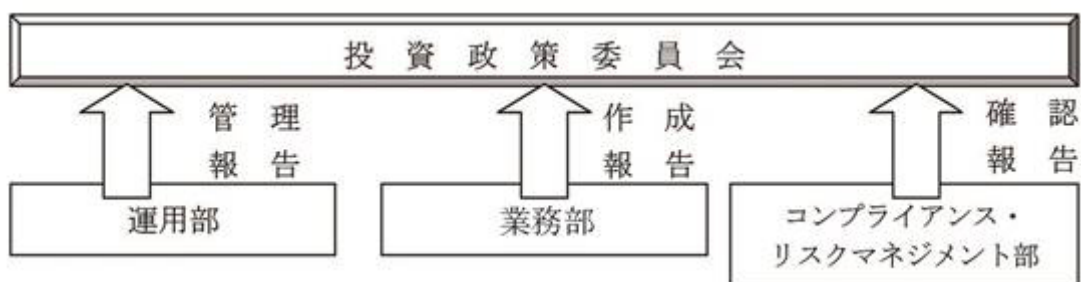 投資政策委員会
管理
報告
作成
報告
確認
報告
運用部
業務部
コンプライアンス・
リスクマネジメント部